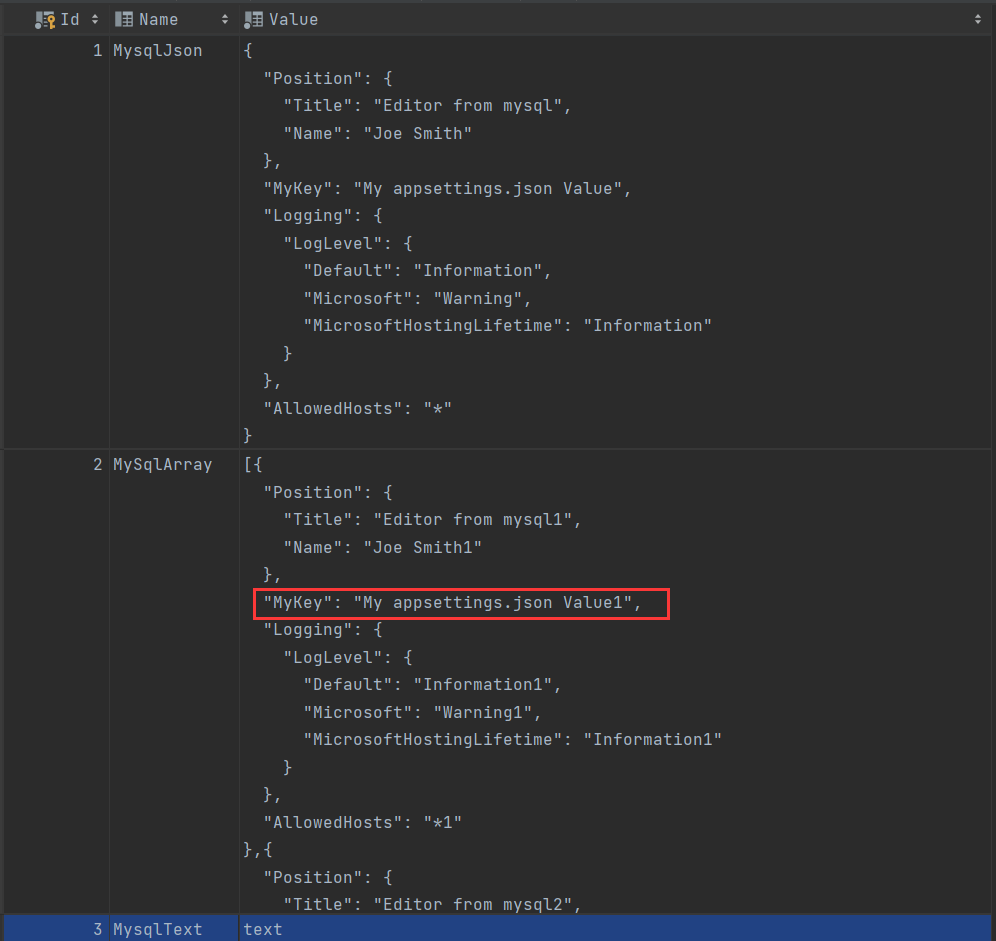 Id Name Value
1 MysqlJson {
"Position": {
"Title": "Editor from mysql",
"Name": "Joe Smith"
},
"MyKey": "My appsettings.json Value",
"Logging": {
"LogLevel": {
"Default": "Information",
"Microsoft": "Warning",
"MicrosoftHostingLifetime": "Information"
}
},
"AllowedHosts": "*"
}
2 MySqlArray [{
"Position": {
"Title": "Editor from mysql1",
"Name": "Joe Smith1"
},
"MyKey": "My appsettings.json Value1",
"Logging": {
"LogLevel": {
"Default": "Information1",
"Microsoft": "Warning1",
"MicrosoftHostingLifetime": "Information1"
}
},
"AllowedHosts": "*1"
},{
"Position": {
"Title": "Editor from mysql2",
3 MysqlText text